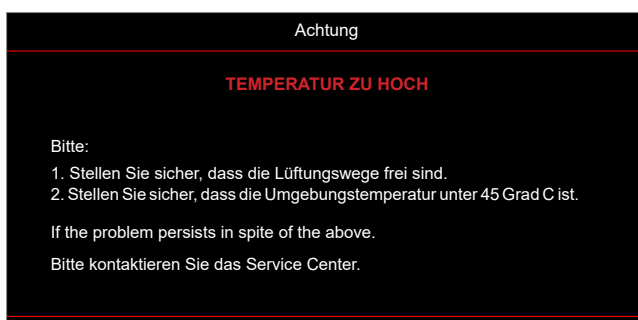 Achtung
TEMPERATUR ZU HOCH
Bitte:
1. Stellen Sie sicher, dass die Lüftungswege frei sind.
2. Stellen Sie sicher, dass die Umgebungstemperatur unter 45 Grad C ist.
If the problem persists in spite of the above.
Bitte kontaktieren Sie das Service Center.